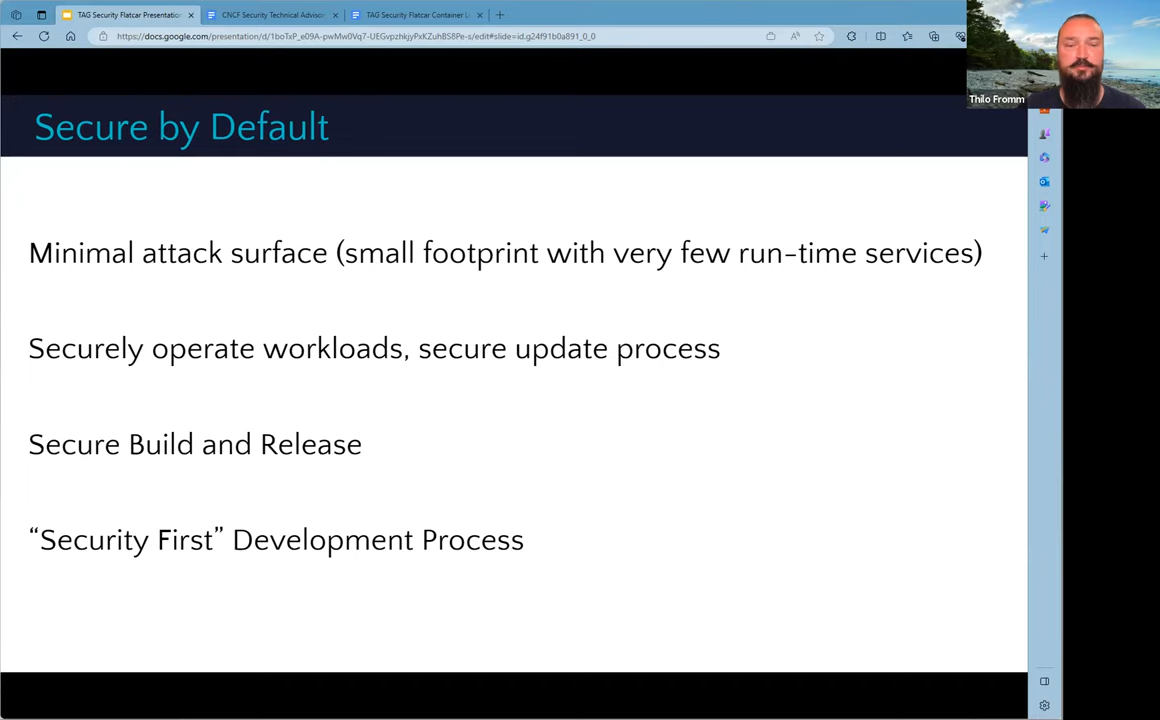 TAG Security Flatcar Presentation
CNCF Security Technical Advisor
TAG Security Flatcar Container L
https://docs.google.com/presentation/d/1boTxP_e09A-pwMw0Vq7-UEGvpzhkjyPxKZuhBS8Pe-s/edit#slide=id.g24f91b0a891_0_0
Thilo Fromm
Secure by Default
Minimal attack surface (small footprint with very few run-time services)
Securely operate workloads, secure update process
Secure Build and Release
“Security First” Development Process